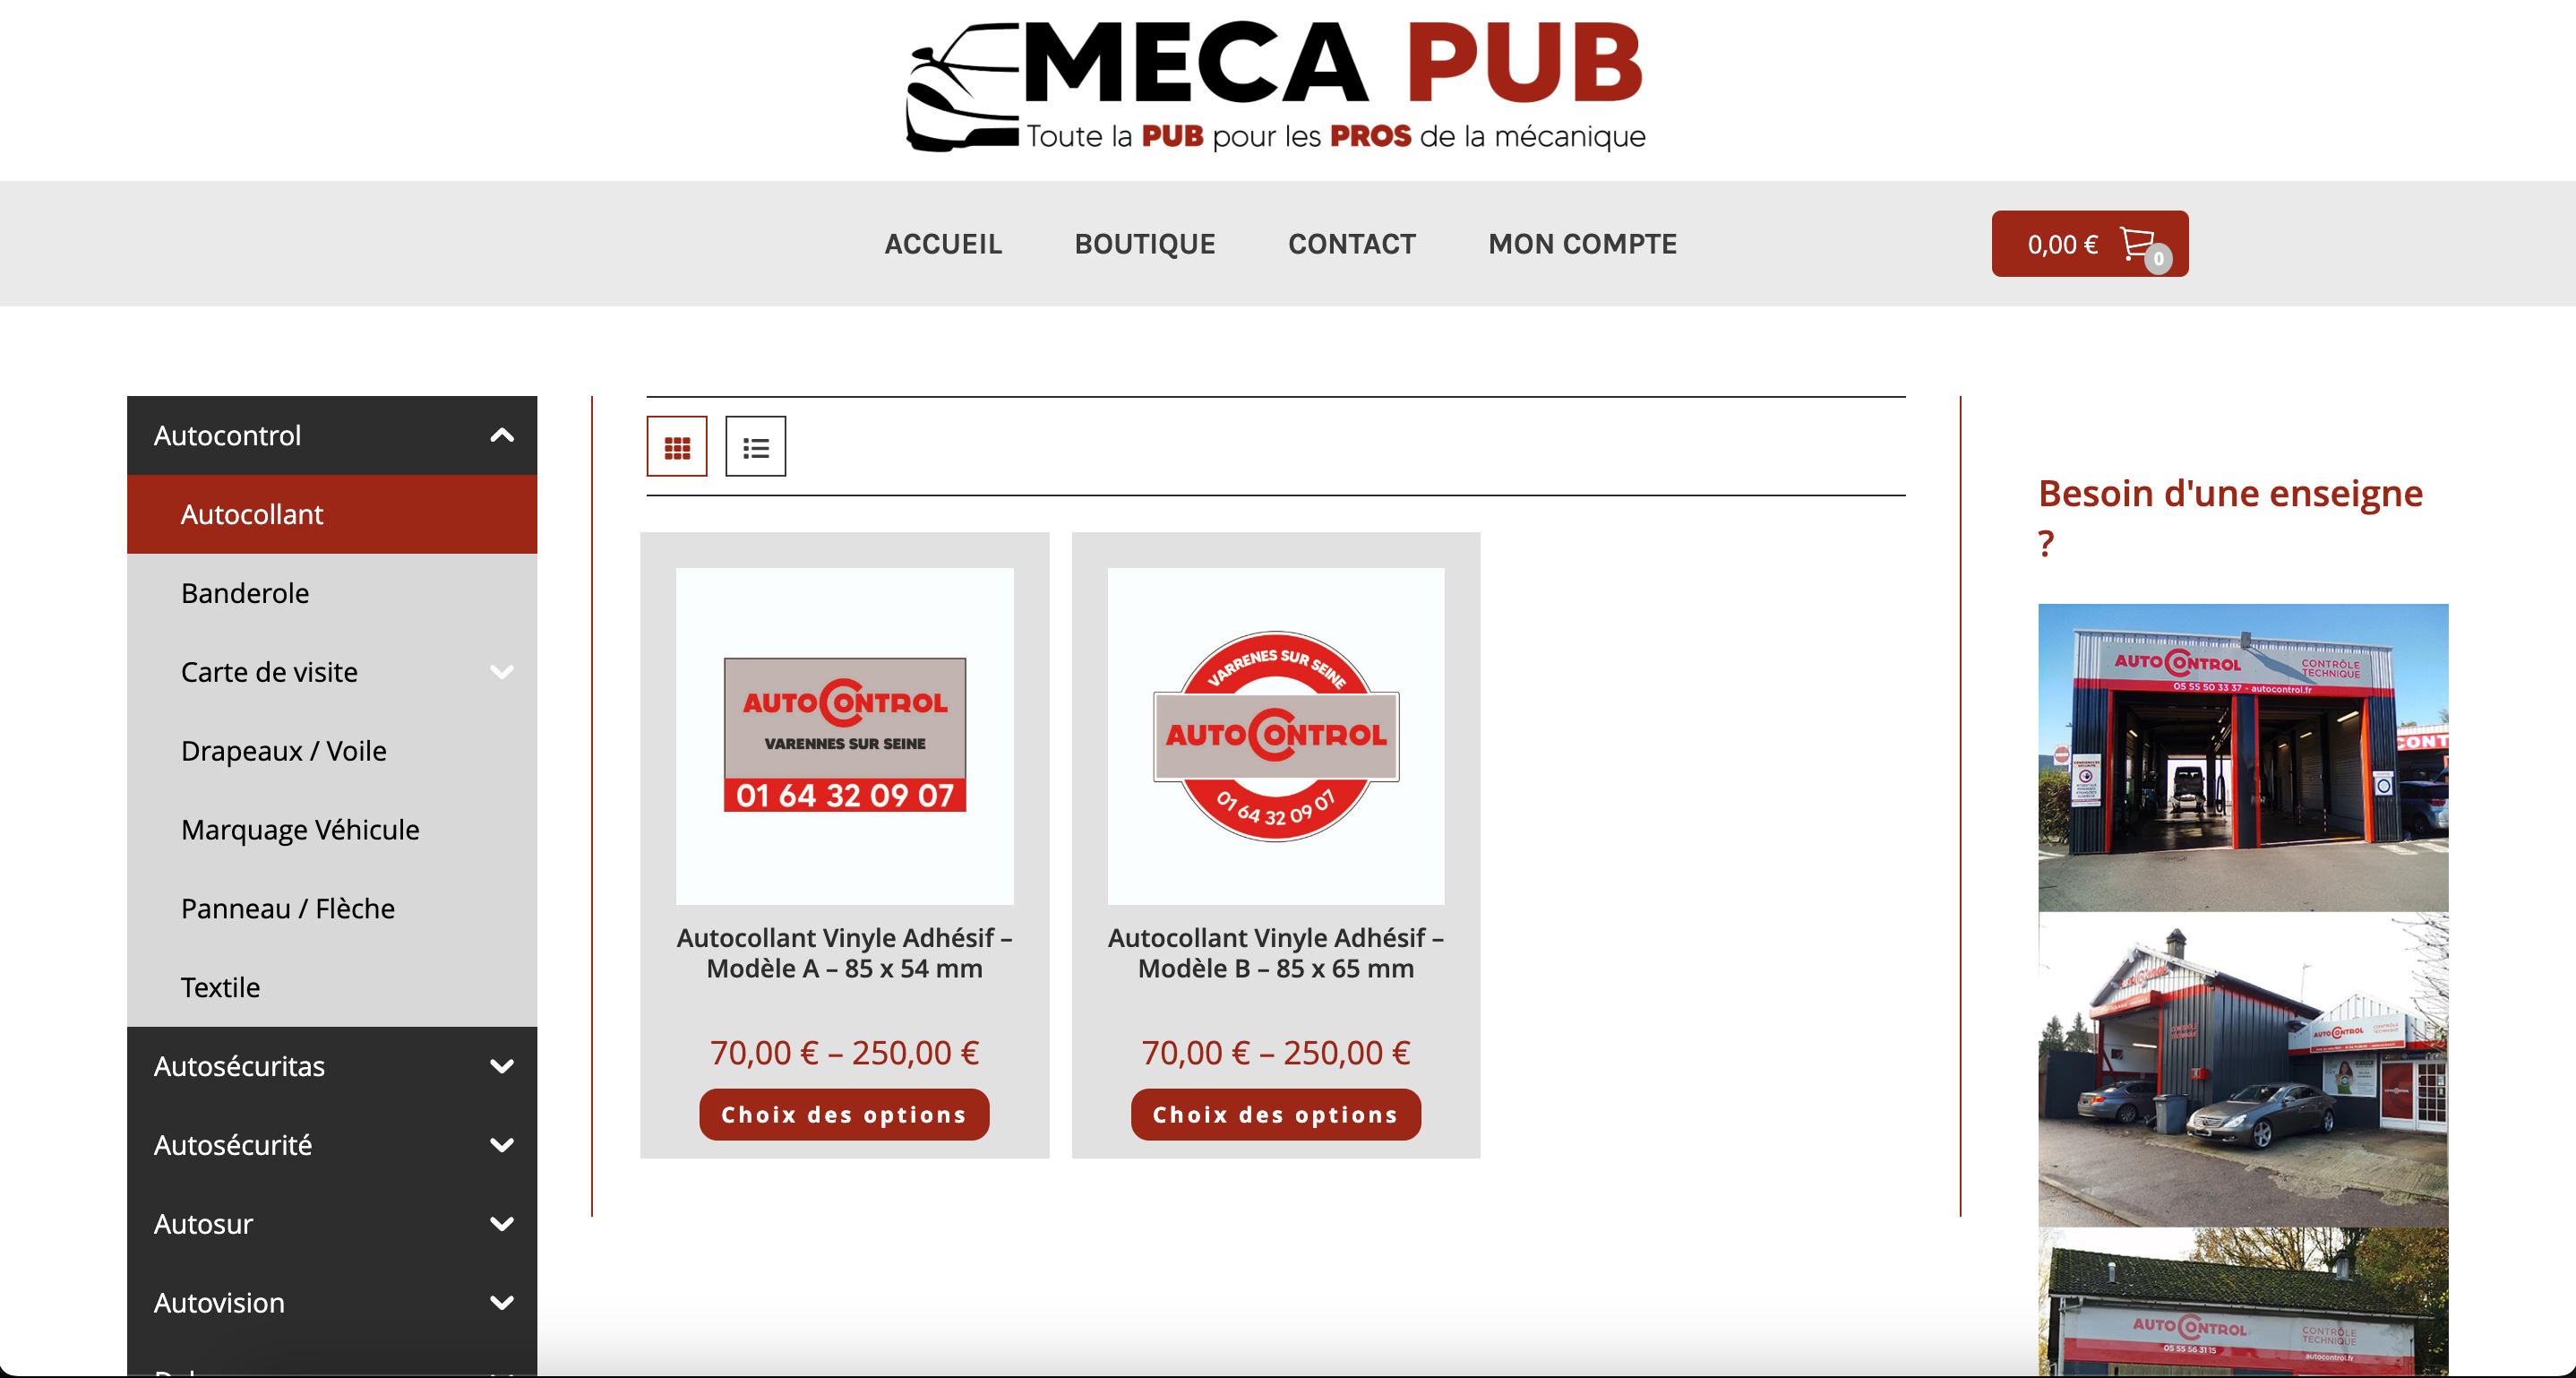 MECA PUB
Toute la PUB pour les PROS de la mécanique
ACCUEIL BOUTIQUE CONTACT MON COMPTE
0,00 € 0
Autocontrol
Autocollant
Banderole
Carte de visite
Drapeaux / Voile
Marquage Véhicule
Panneau / Flèche
Textile
Autosécuritas
Autosécurité
Autosur
Autovision
AUTOCONTROL
VARENNES SUR SEINE
01 64 32 09 07
Autocollant Vinyle Adhésif –
Modèle A – 85 x 54 mm
70,00 € – 250,00 €
Choix des options
VARRENES SUR SEINE
AUTOCONTROL
01 64 32 09 07
Autocollant Vinyle Adhésif –
Modèle B – 85 x 65 mm
70,00 € – 250,00 €
Choix des options
Besoin d'une enseigne
?
AUTOCONTROL
CONTRÔLE
TECHNIQUE
05 55 50 33 37 - autocontrol.fr
CONT
AUTOCONTROL
AUTOCONTROL
CONTRÔLE
TECHNIQUE
05 55 56 31 15
autocontrol.fr